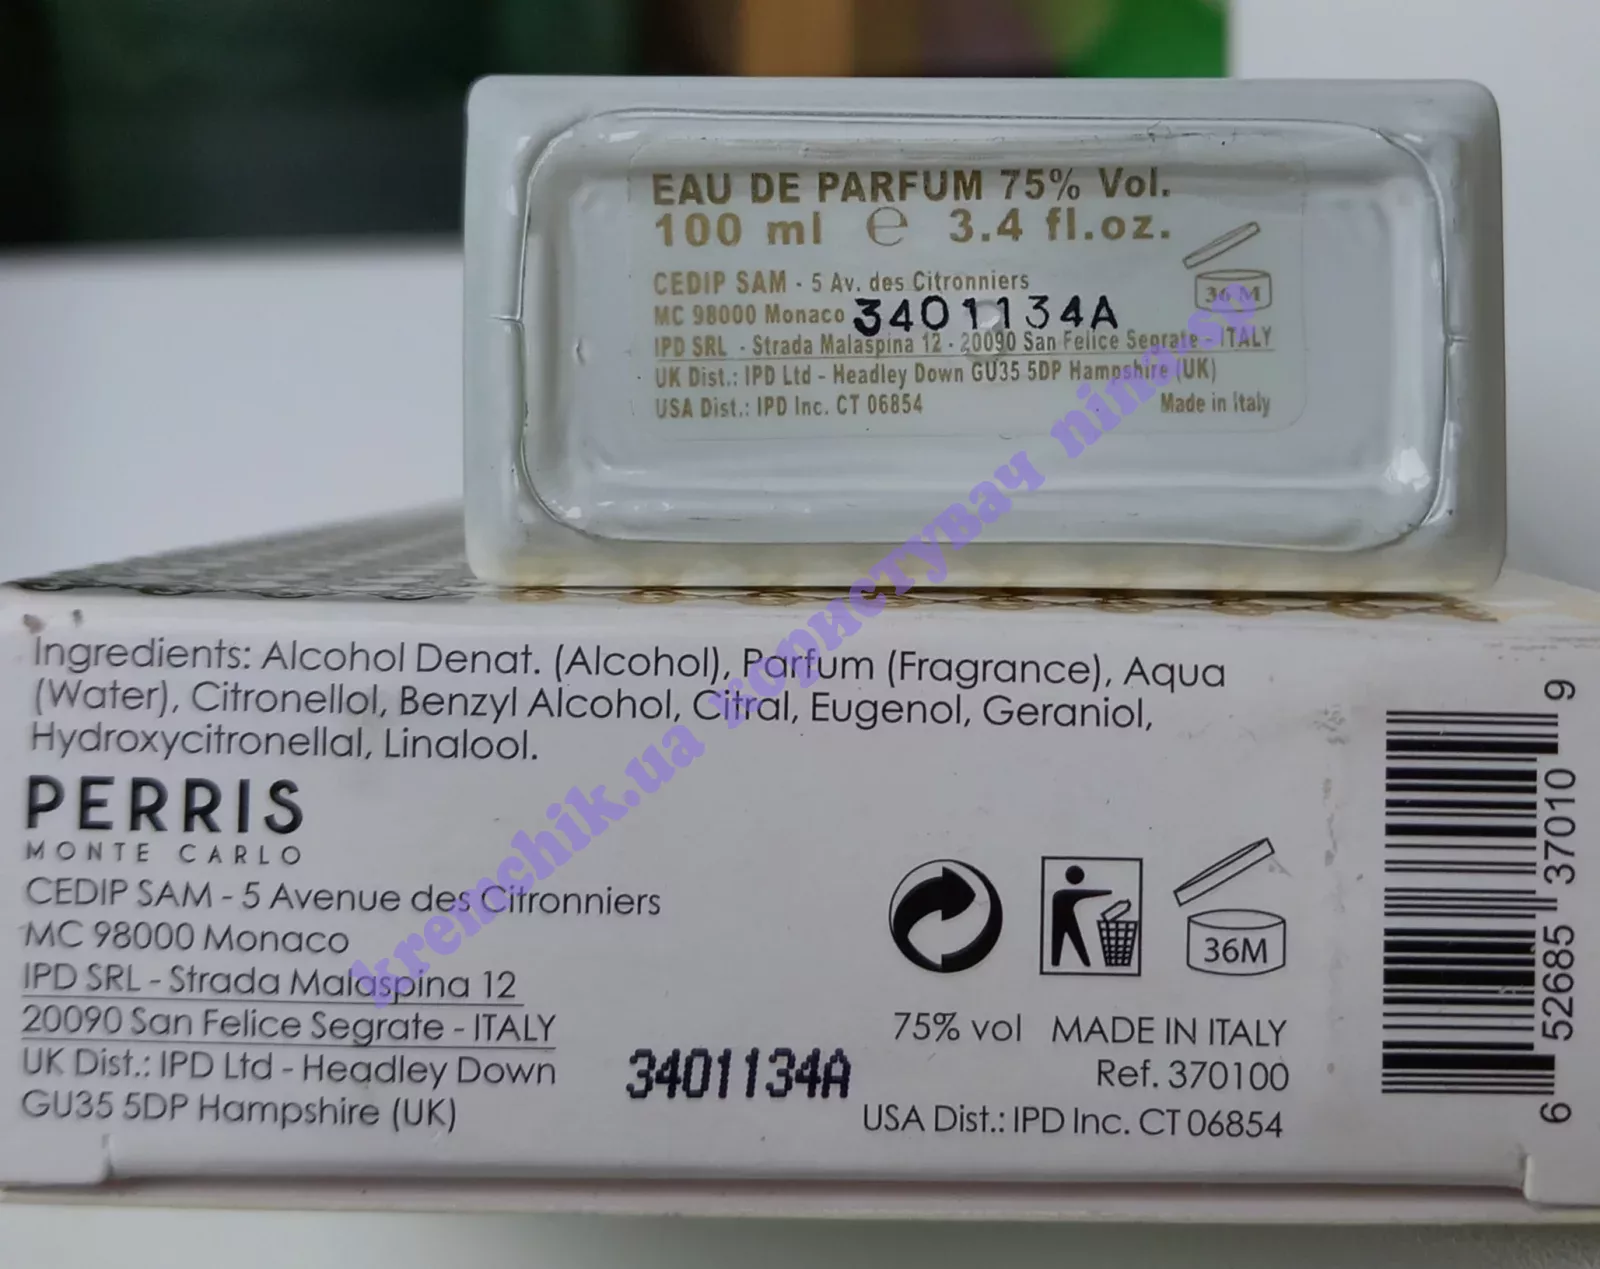 EAU DE PARFUM 75% Vol.
100 ml ℮ 3.4 fl.oz.
CEDIP SAM - 5 Av. des Citronniers
MC 98000 Monaco 3401134A
36 M
IPD SRL - Strada Malaspina 12 - 20090 San Felice Segrate - ITALY
UK Dist.: IPD Ltd - Headley Down GU35 5DP Hampshire (UK)
USA Dist.: IPD Inc. CT 06854 Made in Italy
Ingredients: Alcohol Denat. (Alcohol), Parfum (Fragrance), Aqua
(Water), Citronellol, Benzyl Alcohol, Citral, Eugenol, Geraniol,
Hydroxycitronellal, Linalool.
PERRIS
MONTE CARLO
CEDIP SAM - 5 Avenue des Citronniers
MC 98000 Monaco
IPD SRL - Strada Malaspina 12
20090 San Felice Segrate - ITALY
UK Dist.: IPD Ltd - Headley Down
GU35 5DP Hampshire (UK)
3401134A
36M
75% vol MADE IN ITALY
Ref. 370100
USA Dist.: IPD Inc. CT 06854
6 52685 37010 9
kremchik.ua користувач nina.sv